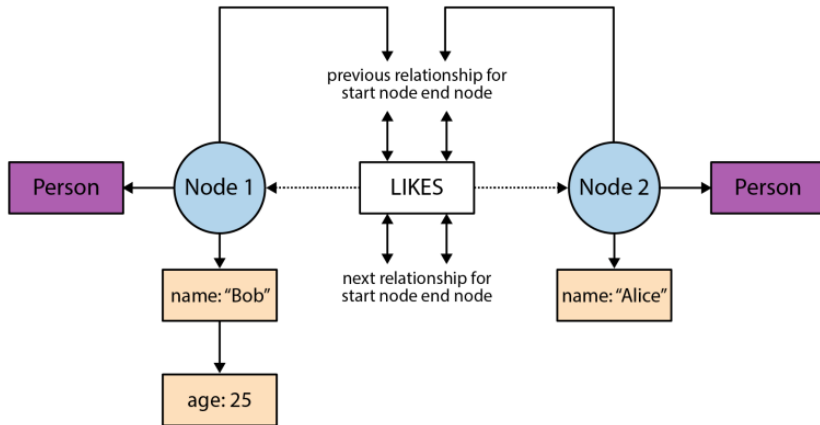 previous relationship for
start node end node
Person
Node 1
LIKES
Node 2
Person
next relationship for
start node end node
name: “Bob”
name: “Alice”
age: 25